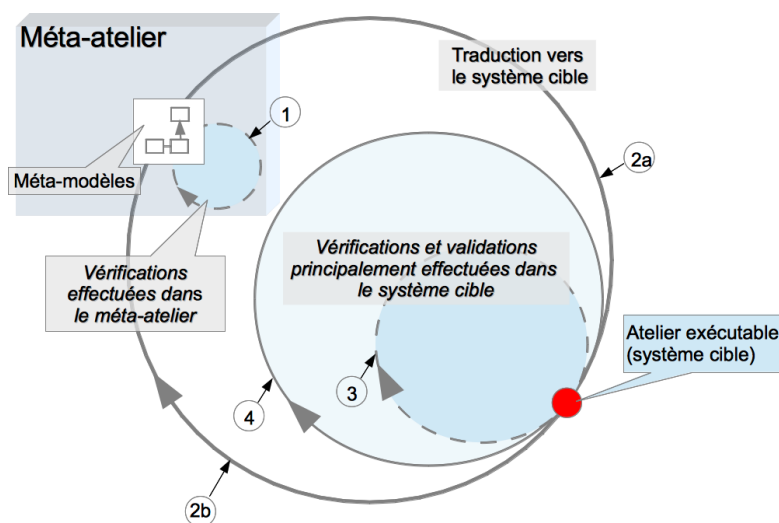 Méta-atelier
Traduction vers
le système cible
1
2a
Méta-modèles
Vérifications et validations
principalement effectuées dans
le système cible
Vérifications
effectuées dans
le méta-atelier
Atelier exécutable
(système cible)
3
4
2b